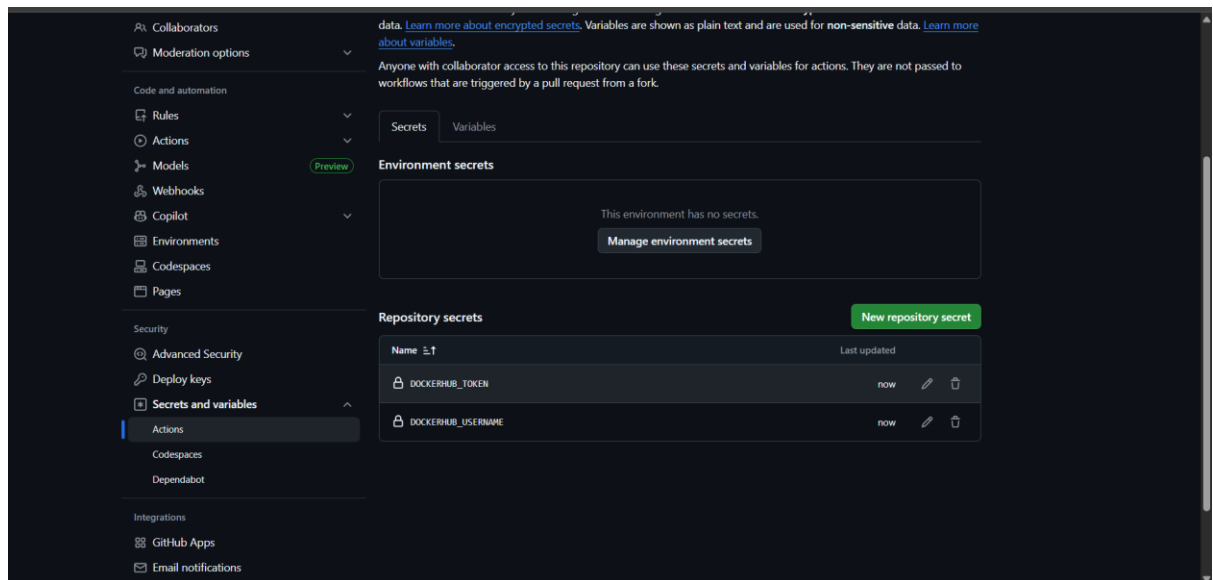 Collaborators
Moderation options
Code and automation
Rules
Actions
Models Preview
Webhooks
Copilot
Environments
Codespaces
Pages
Security
Advanced Security
Deploy keys
Secrets and variables
Actions
Codespaces
Dependabot
Integrations
GitHub Apps
Email notifications
data. Learn more about encrypted secrets. Variables are shown as plain text and are used for non-sensitive data. Learn more
about variables.
Anyone with collaborator access to this repository can use these secrets and variables for actions. They are not passed to
workflows that are triggered by a pull request from a fork.
Secrets Variables
Environment secrets
This environment has no secrets.
Manage environment secrets
Repository secrets New repository secret
Name Last updated
DOCKERHUB_TOKEN now
DOCKERHUB_USERNAME now